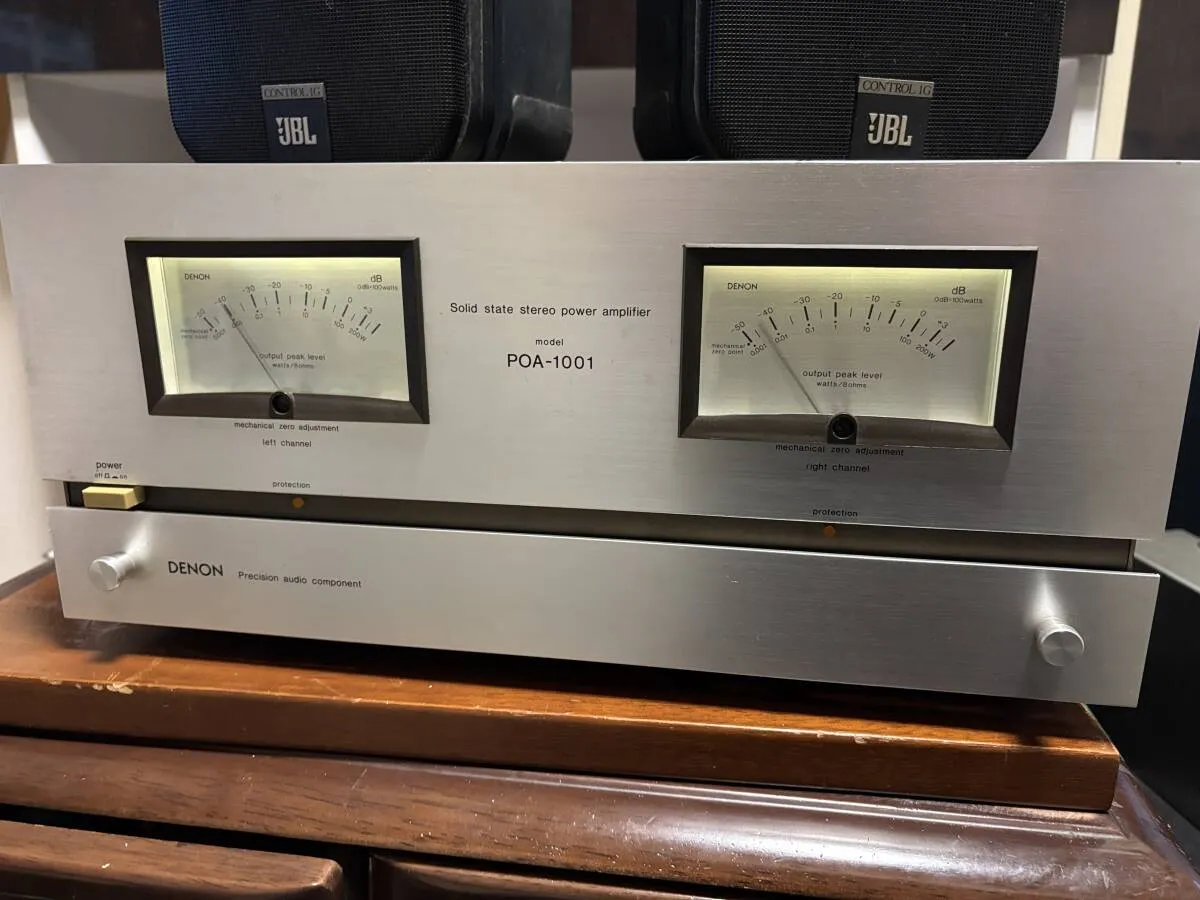 CONTROL 1G
JBL
CONTROL 1G
JBL
DENON
dB
0dB=100watts
-50 -40 -30 -20 -10 -5 0 +3
0.001 0.01 0.1 1 10 100 200W
mechanical
zero point
output peak level
watts/8ohms
mechanical zero adjustment
left channel
Solid state stereo power amplifier
model
POA-1001
DENON
dB
0dB=100watts
-50 -40 -30 -20 -10 -5 0 +3
0.001 0.01 0.1 1 10 100 200W
mechanical
zero point
output peak level
watts/8ohms
mechanical zero adjustment
right channel
power
off on
protection
protection
DENON Precision audio component